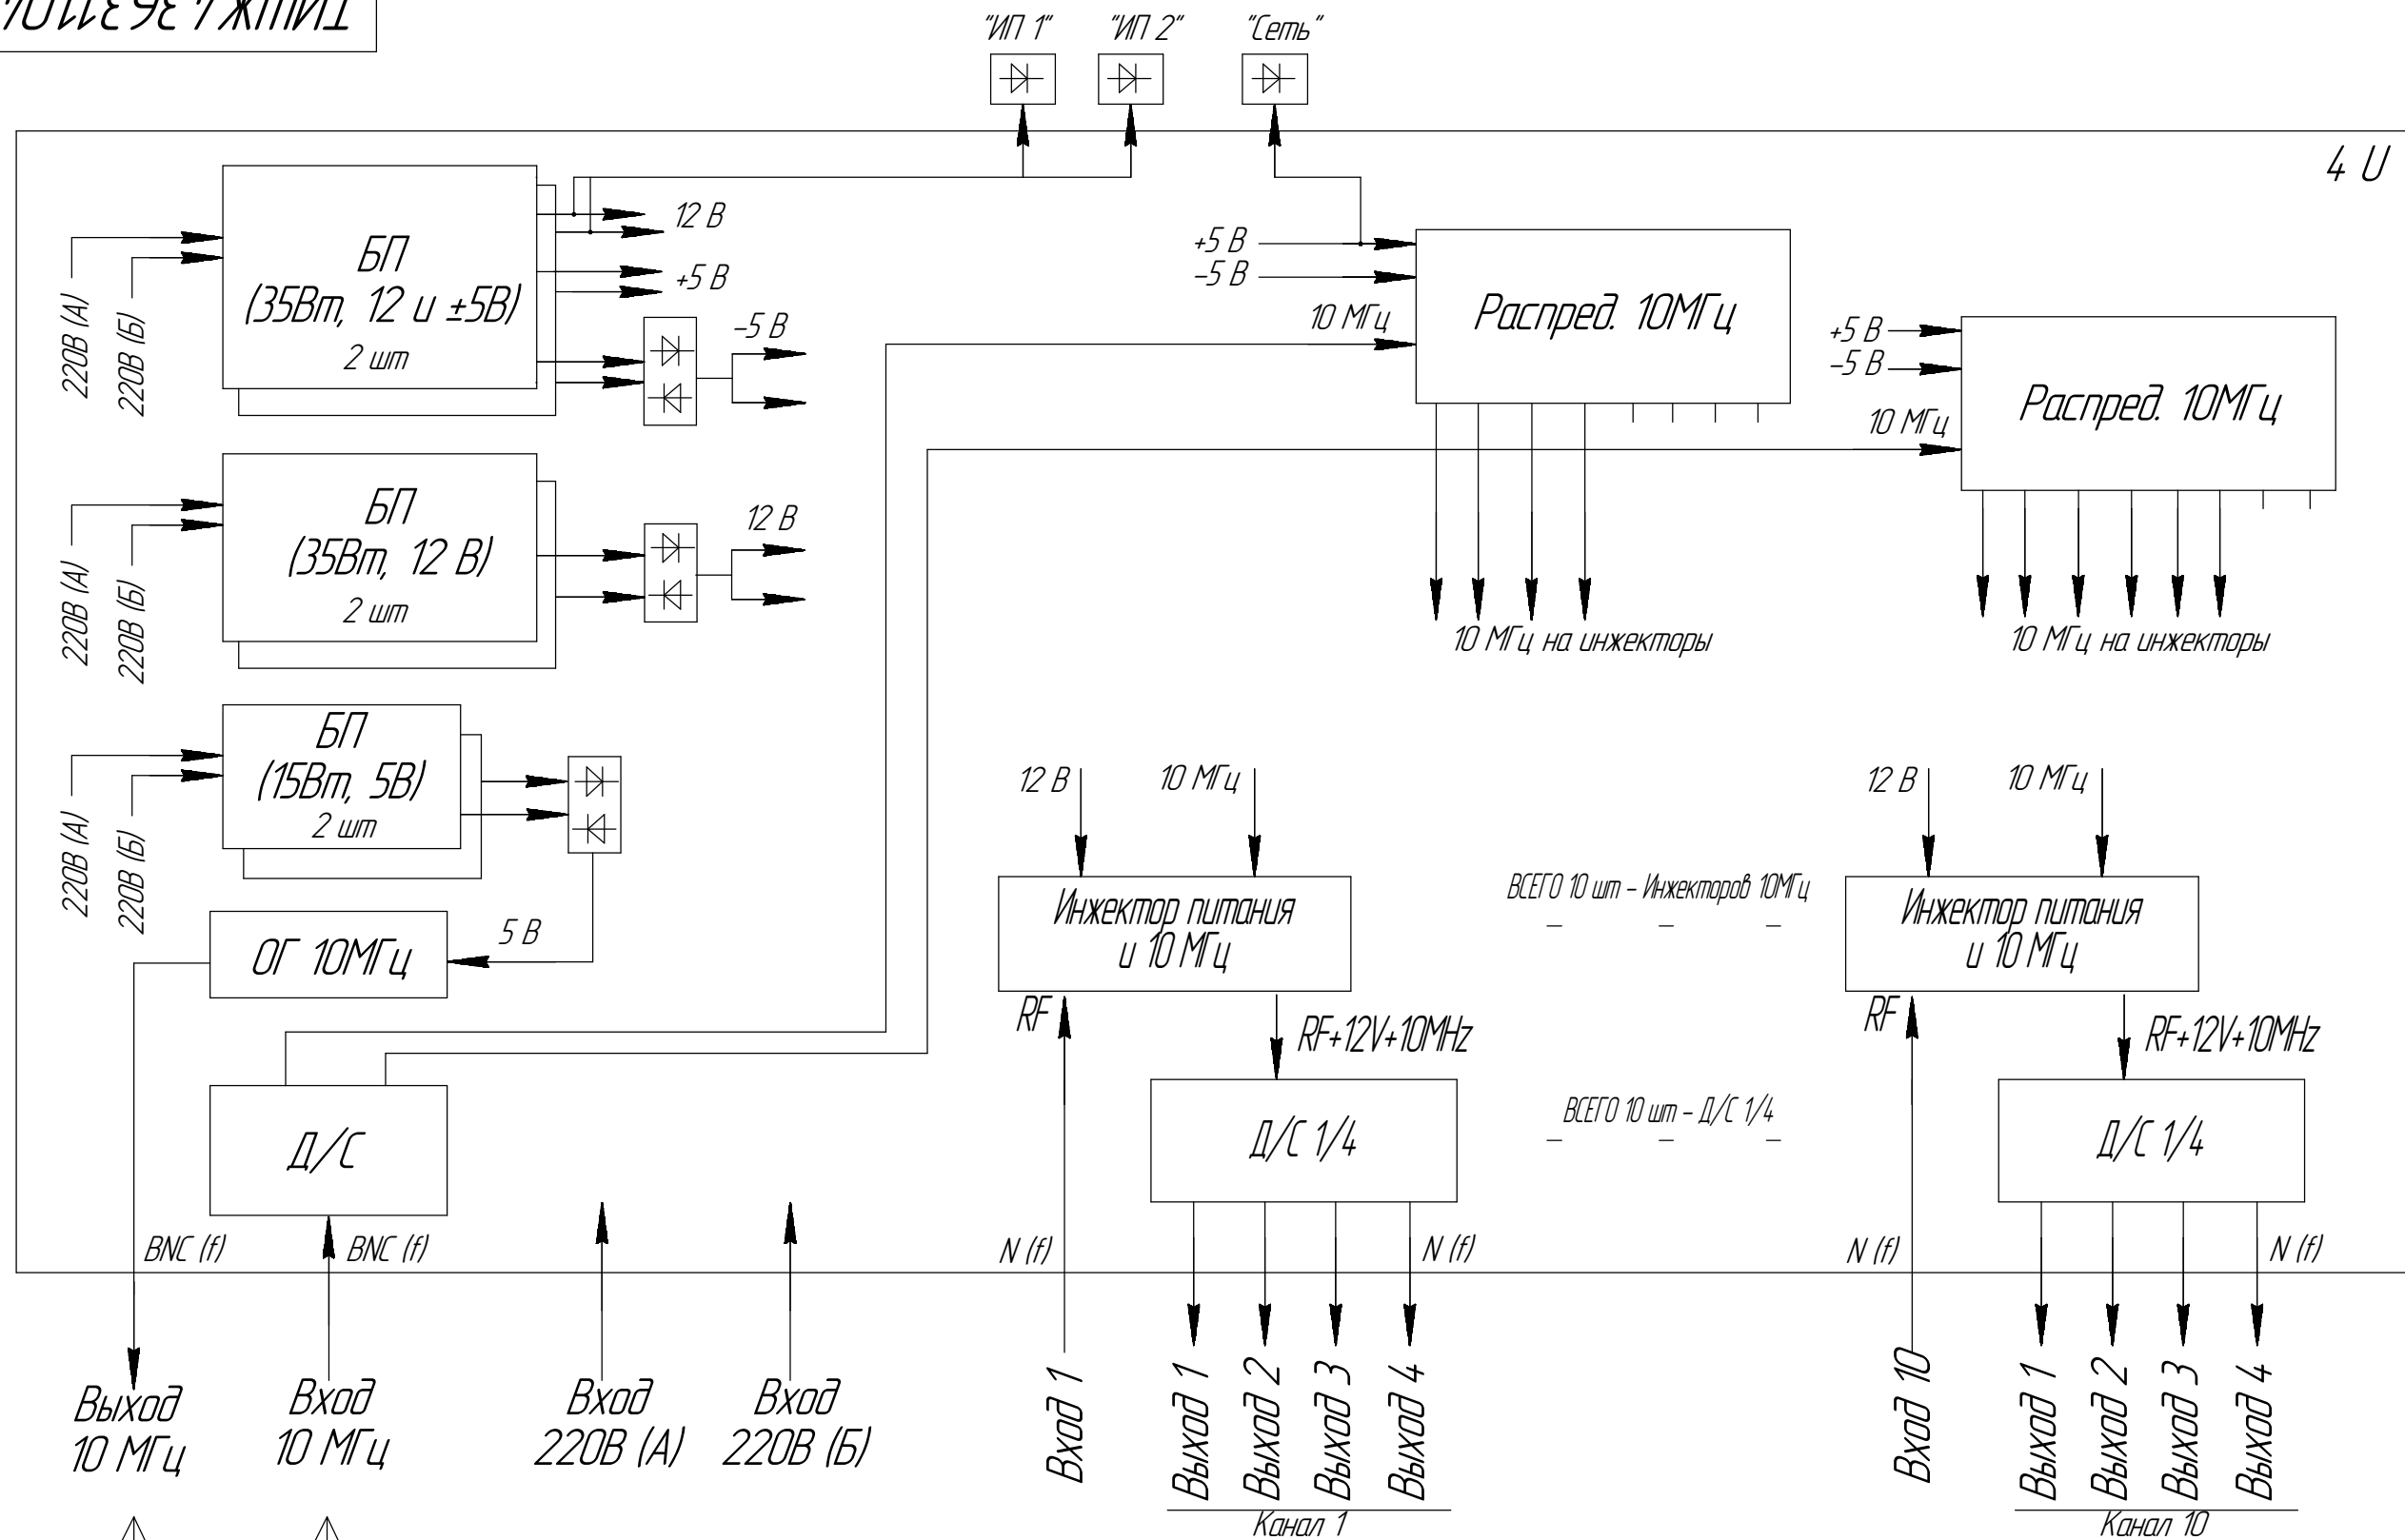 "ИП 1"
"ИП 2"
"Сеть"
4 U
БП
(35Вт, 12 и ±5В)
2 шт
220В (А)
220В (Б)
12 В
+5 В
-5 В
+5 В
-5 В
10 МГц
Распред. 10МГц
10 МГц на инжекторы
+5 В
-5 В
10 МГц
Распред. 10МГц
10 МГц на инжекторы
БП
(35Вт, 12 В)
2 шт
220В (А)
220В (Б)
12 В
БП
(15Вт, 5В)
2 шт
220В (А)
220В (Б)
5 В
ОГ 10МГц
Д/С
BNC (f)
BNC (f)
12 В
10 МГц
Инжектор питания
и 10 МГц
RF
RF+12V+10MHz
Д/С 1/4
N (f)
N (f)
ВСЕГО 10 шт - Инжекторов 10МГц
ВСЕГО 10 шт - Д/С 1/4
12 В
10 МГц
Инжектор питания
и 10 МГц
RF
RF+12V+10MHz
Д/С 1/4
N (f)
N (f)
Выход
10 МГц
Вход
10 МГц
Вход
220В (А)
Вход
220В (Б)
Вход 1
Выход 1
Выход 2
Выход 3
Выход 4
Канал 1
Вход 10
Выход 1
Выход 2
Выход 3
Выход 4
Канал 10